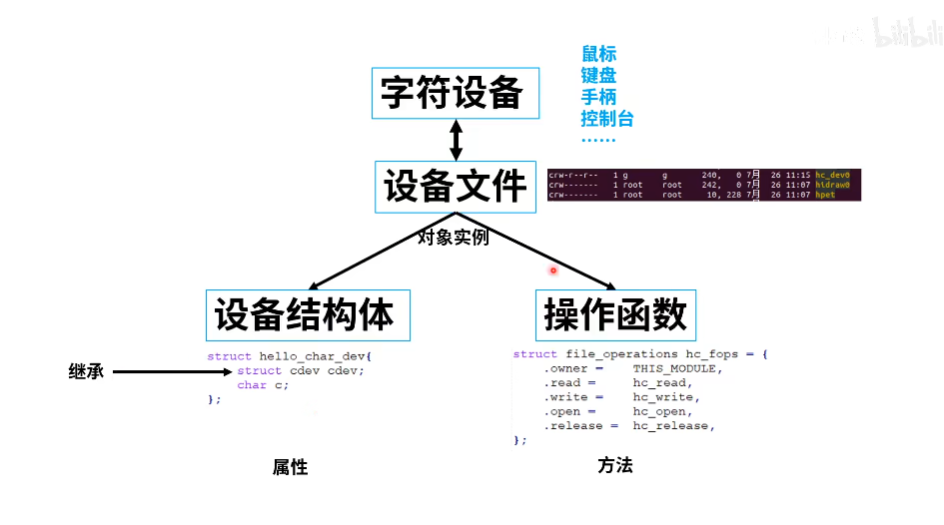 bilibili
字符设备
鼠标
键盘
手柄
控制台
……
设备文件
crw-r--r-- 1 g g 240, 0 7月 26 11:15 hc_dev0
crw------- 1 root root 242, 0 7月 26 11:07 hidraw0
crw------- 1 root root 10, 228 7月 26 11:07 hpet
对象实例
设备结构体
操作函数
继承
struct hello_char_dev{
struct cdev cdev;
char c;
};
属性
struct file_operations hc_fops = {
.owner = THIS_MODULE,
.read = hc_read,
.write = hc_write,
.open = hc_open,
.release = hc_release,
};
方法